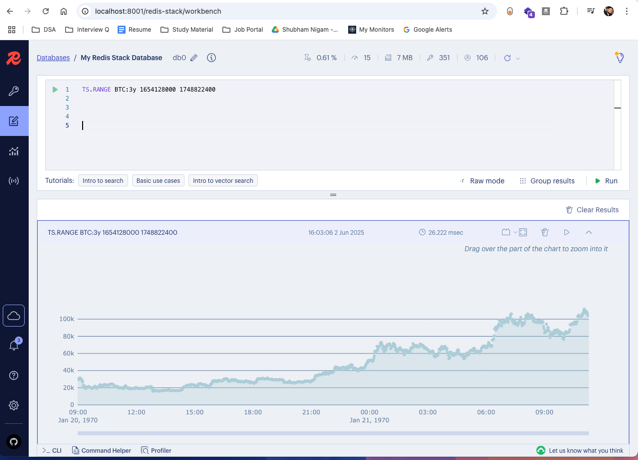 localhost:8001/redis-stack/workbench
4
DSA
Interview Q
Resume
Study Material
Job Portal
Shubham Nigam -...
My Monitors
Google Alerts
Databases / My Redis Stack Database db0
0.61 %
15
7 MB
351
106
1 TS.RANGE BTC:3y 1654128000 1748822400
2
3
4
5
Tutorials:
Intro to search
Basic use cases
Intro to vector search
Raw mode
Group results
Run
Clear Results
TS.RANGE BTC:3y 1654128000 1748822400
16:03:06 2 Jun 2025
26.222 msec
Drag over the part of the chart to zoom into it
100k
80k
60k
40k
20k
0
09:00 12:00 15:00 18:00 21:00 00:00 03:00 06:00 09:00
Jan 20, 1970 Jan 21, 1970
>_ CLI
Command Helper
Profiler
Let us know what you think